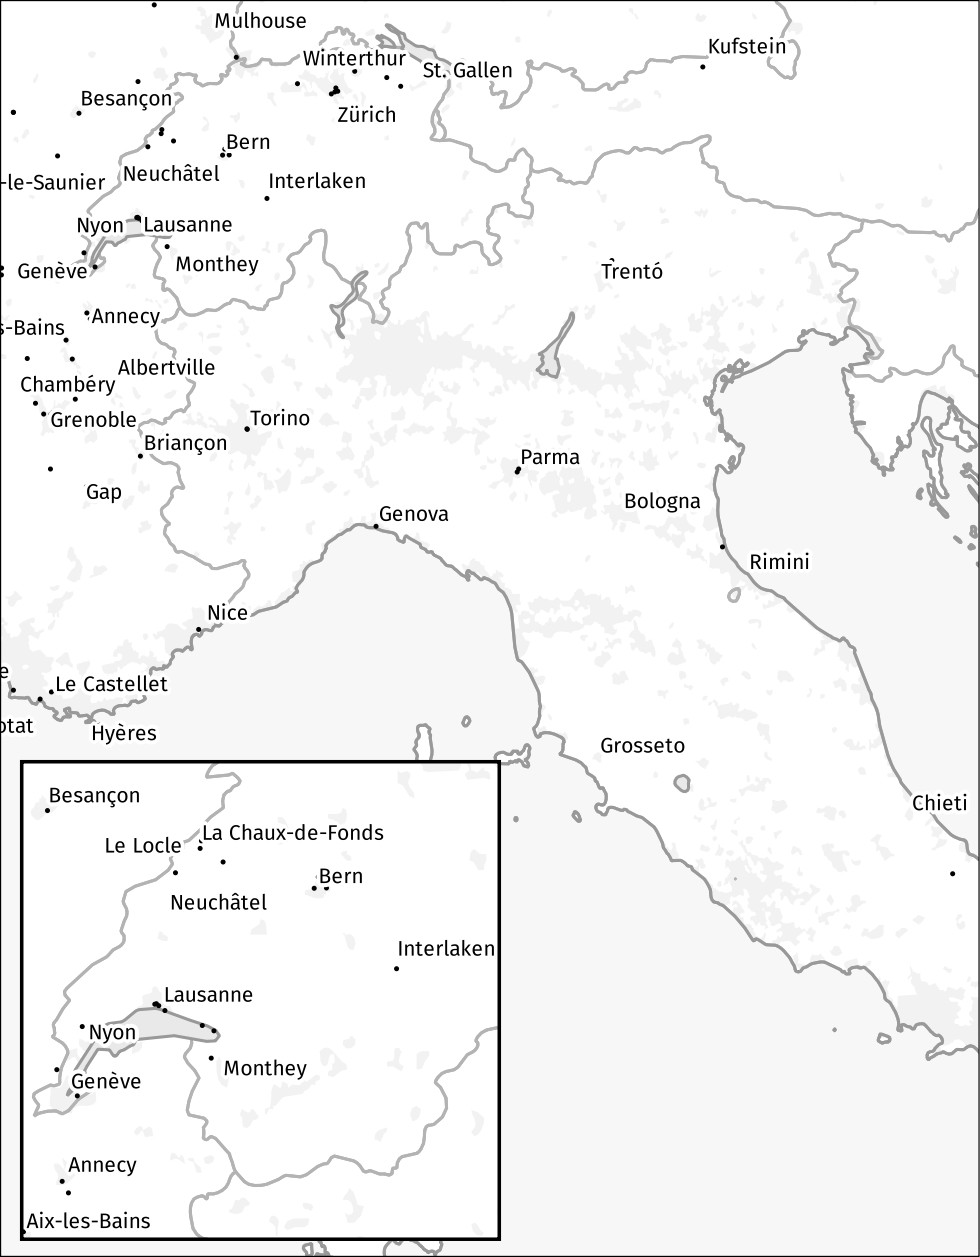 Mulhouse
Kufstein
Winterthur
St. Gallen
Besançon
Zürich
Bern
-le-Saunier
Neuchâtel
Interlaken
Nyon
Lausanne
Genève
Monthey
Trento
Annecy
s-Bains
Albertville
Chambéry
Grenoble
Torino
Briançon
Parma
Gap
Bologna
Genova
Rimini
Nice
e
Le Castellet
otat
Hyères
Grosseto
Chieti
Besançon
La Chaux-de-Fonds
Le Locle
Bern
Neuchâtel
Interlaken
Lausanne
Nyon
Monthey
Genève
Annecy
Aix-les-Bains